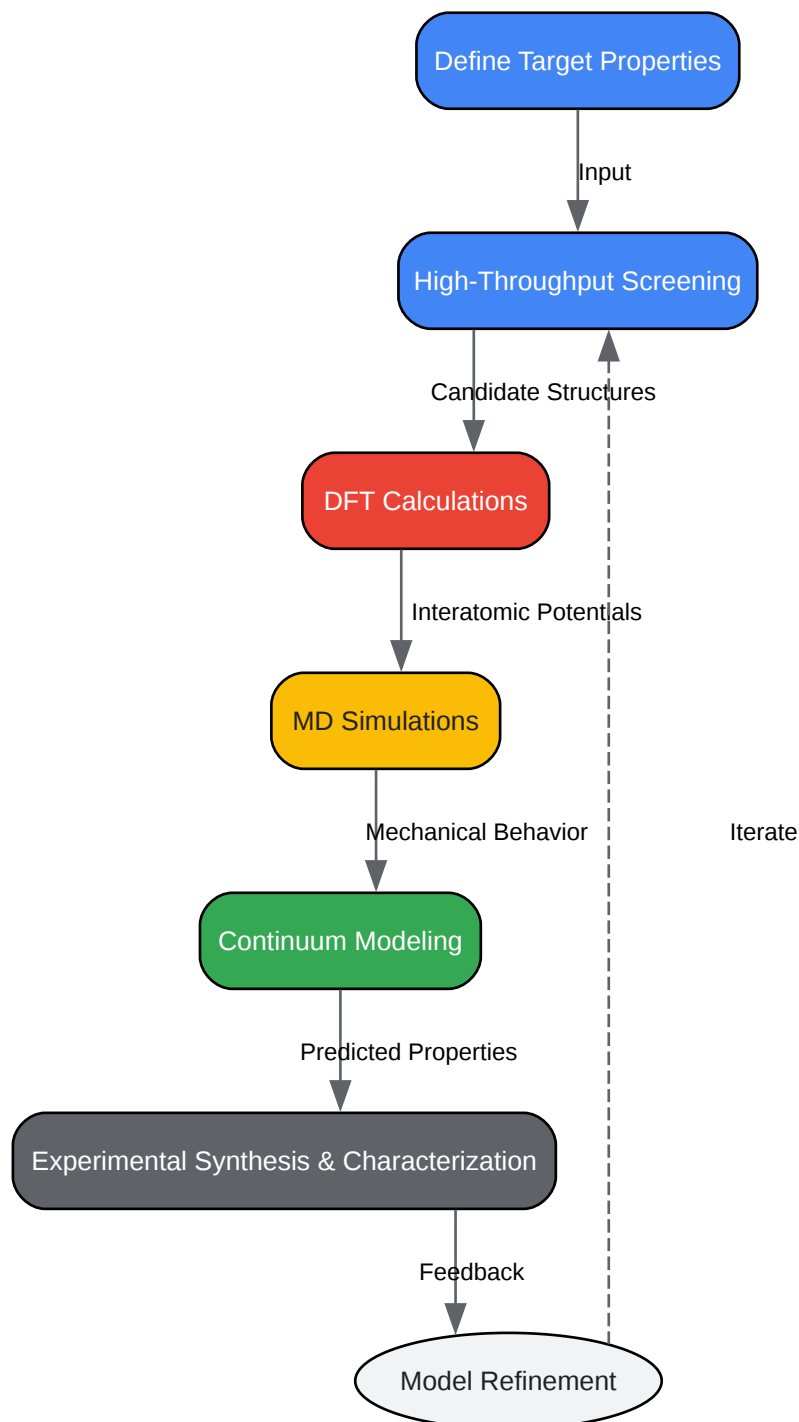 Define Target Properties
Input
High-Throughput Screening
Candidate Structures
DFT Calculations
Interatomic Potentials
MD Simulations
Mechanical Behavior
Iterate
Continuum Modeling
Predicted Properties
Experimental Synthesis & Characterization
Feedback
Model Refinement